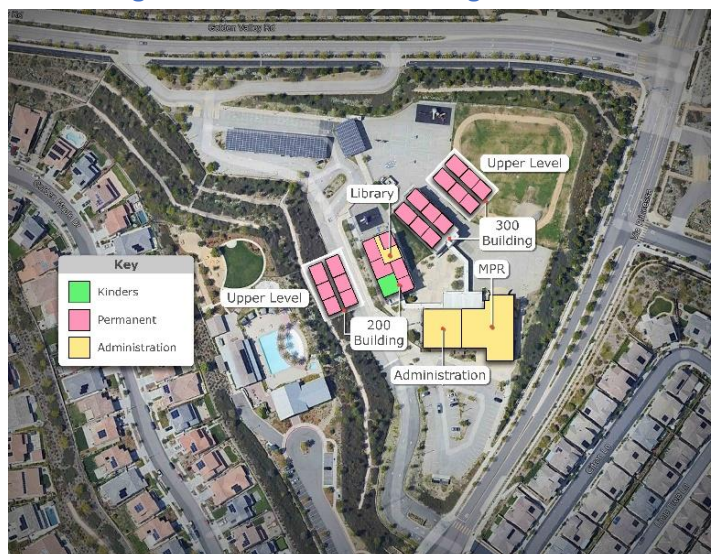 Golden Valley Rd
Upper Level
Library
300
Building
Key
Kinders
Permanent
Administration
MPR
Upper Level
200
Building
Administration